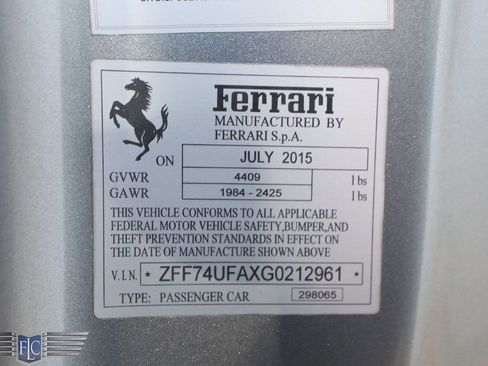 Ferrari
MANUFACTURED BY
FERRARI S.p.A.
ON JULY 2015
GVWR 4409 lbs
GAWR 1984 - 2425 lbs
THIS VEHICLE CONFORMS TO ALL APPLICABLE
FEDERAL MOTOR VEHICLE SAFETY,BUMPER,AND
THEFT PREVENTION STANDARDS IN EFFECT ON
THE DATE OF MANUFACTURE SHOWN ABOVE
V.I.N. * ZFF74UFAXG0212961 *
TYPE: PASSENGER CAR 298065
FLC